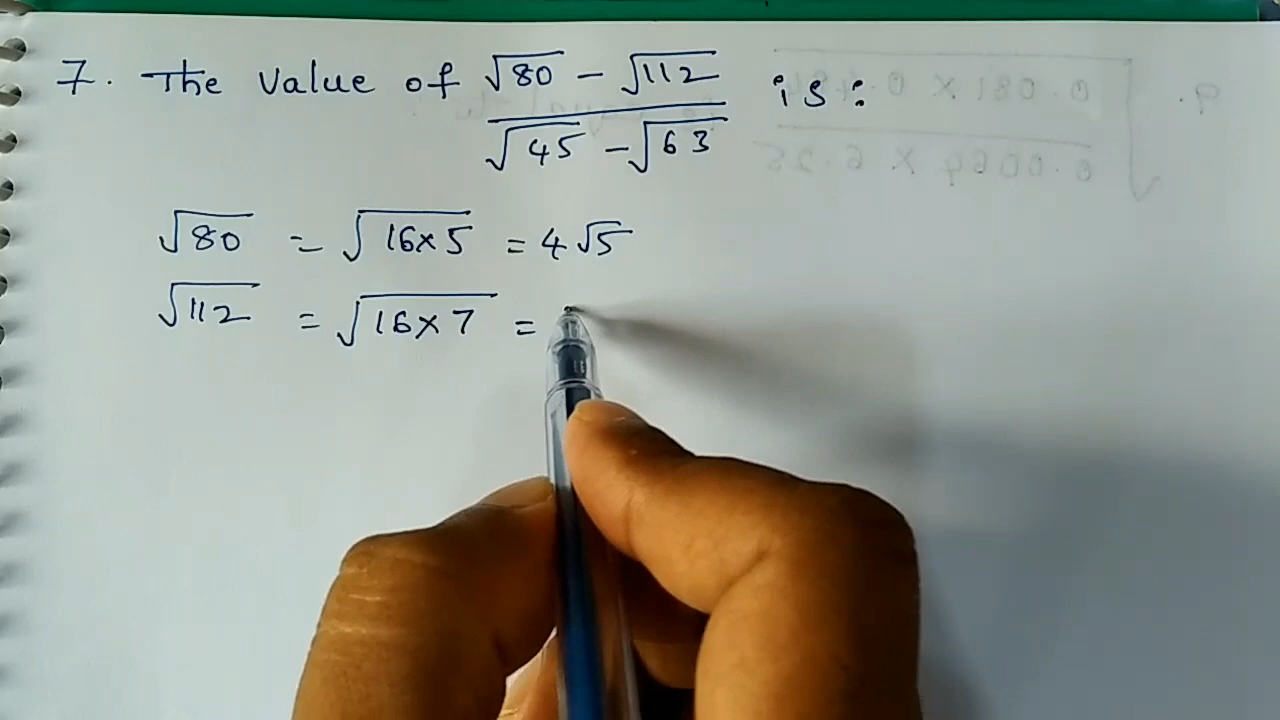 7. The value of √80 − √112 is:
√45 − √63
√80 = √16×5 = 4√5
√112 = √16×7 =